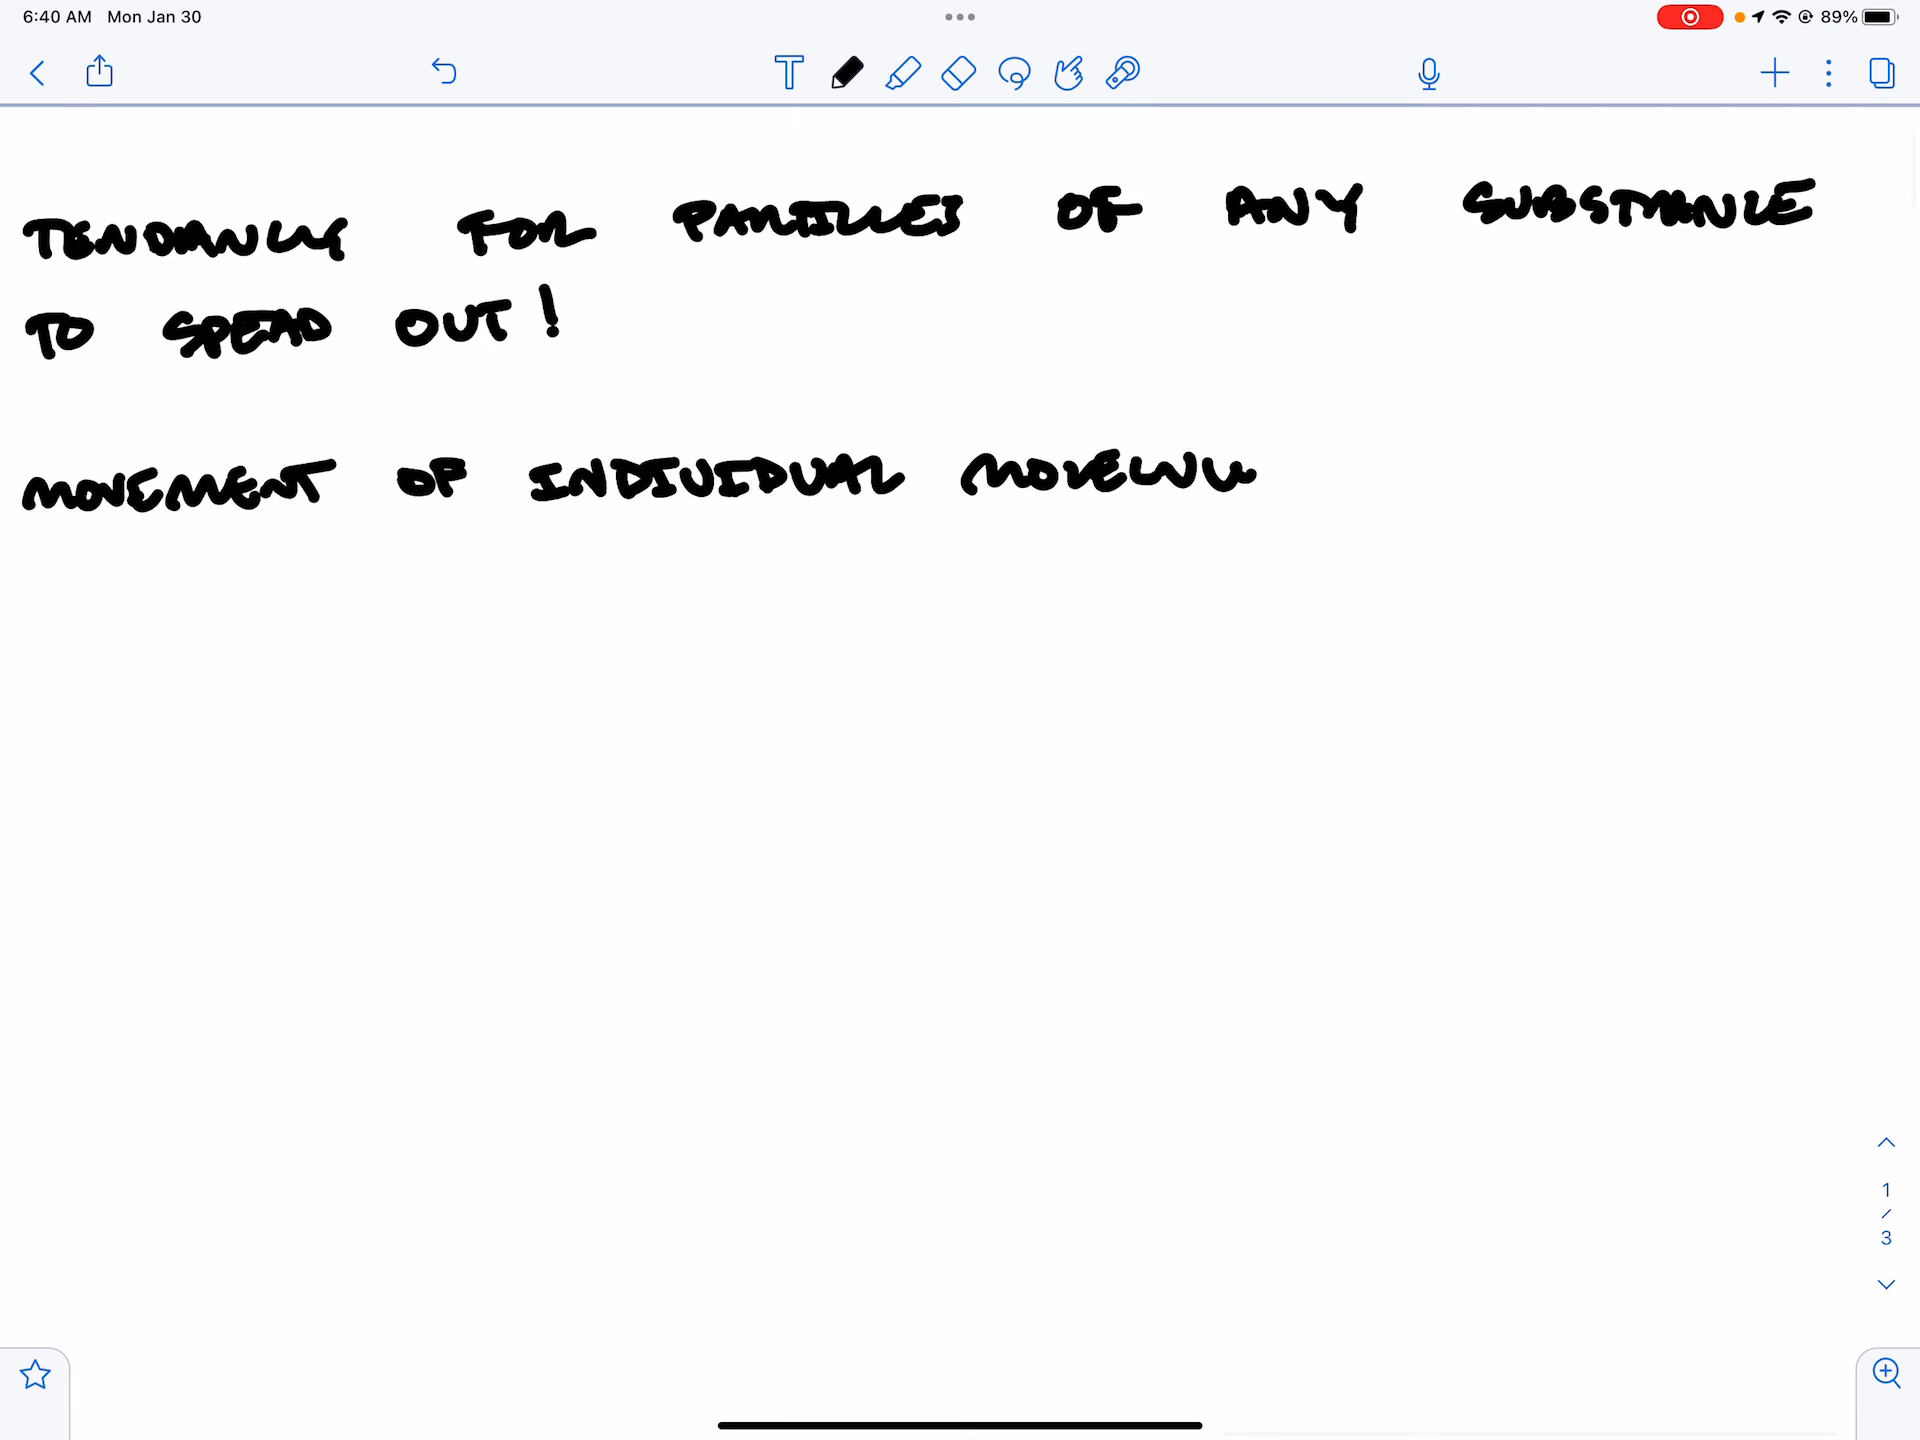 6:40 AM Mon Jan 30
89%
TENDANCY FOR PARTICLES OF ANY SUBSTANCE
TO SPEAD OUT!
MOVEMENT OF INDIVIDUAL
1
/
3